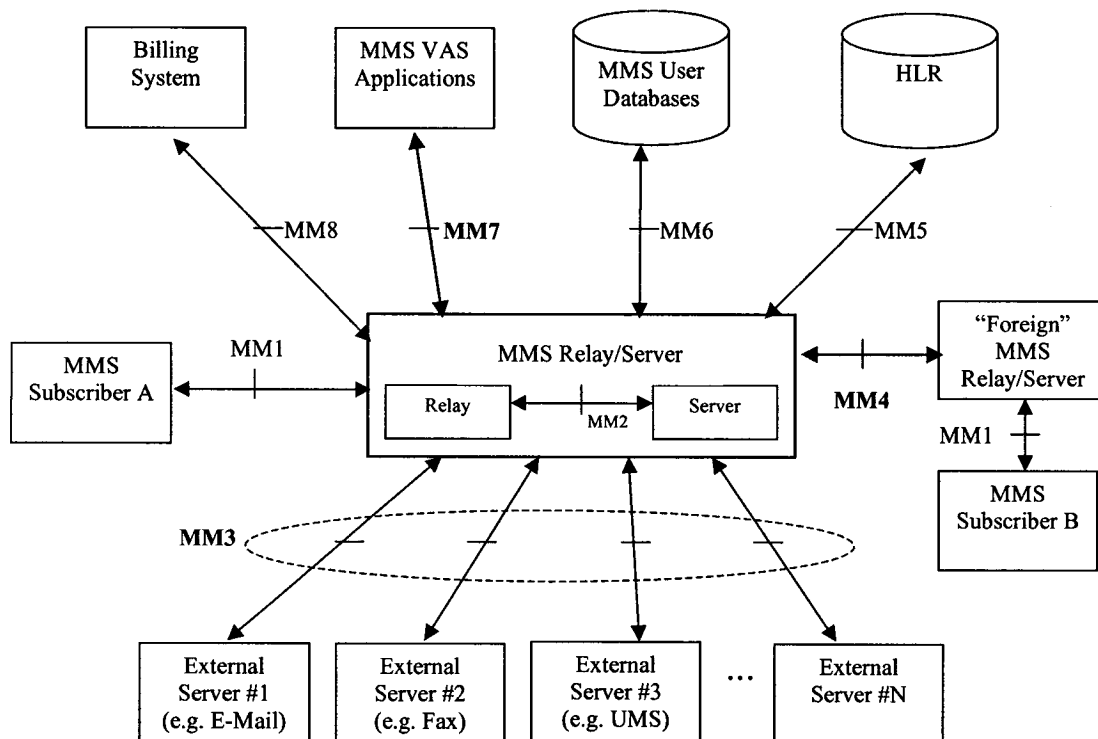 Billing
System
MMS VAS
Applications
MMS User
Databases
HLR
MM8
MM7
MM6
MM5
MMS
Subscriber A
MM1
MMS Relay/Server
Relay
MM2
Server
MM4
“Foreign”
MMS
Relay/Server
MM1
MMS
Subscriber B
MM3
External
Server #1
(e.g. E-Mail)
External
Server #2
(e.g. Fax)
External
Server #3
(e.g. UMS)
...
External
Server #N